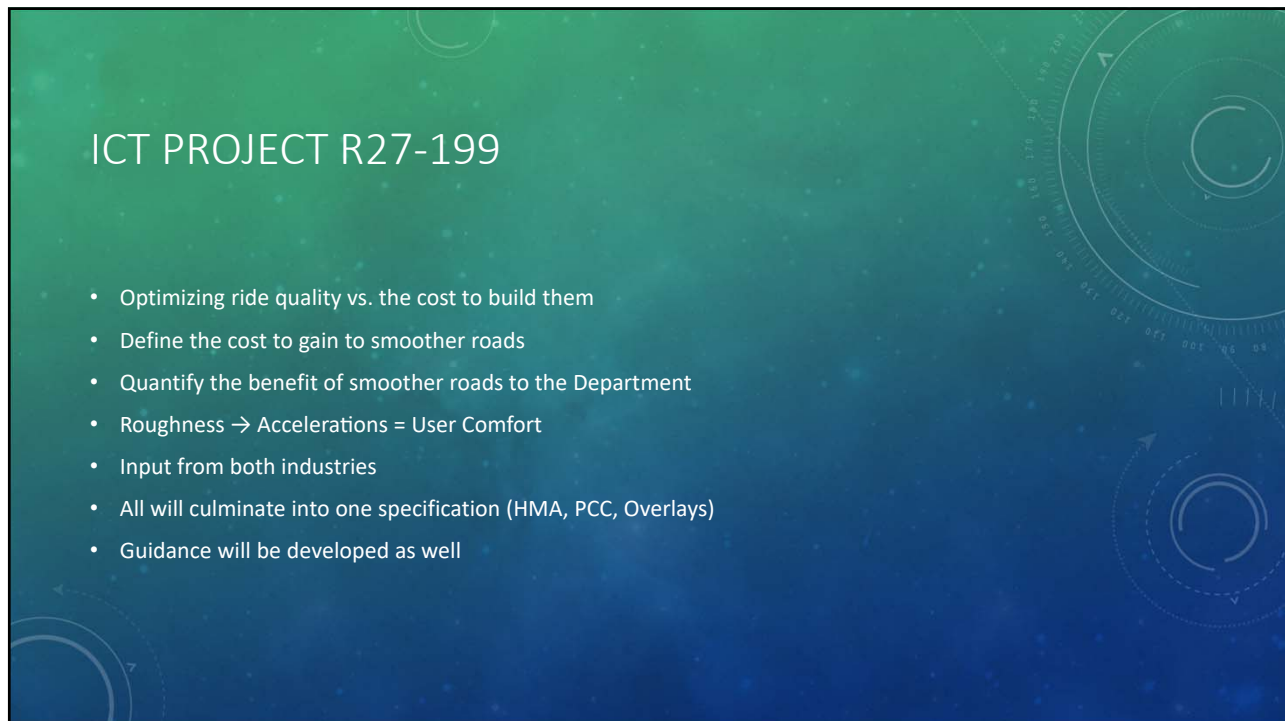 ICT PROJECT R27-199
• Optimizing ride quality vs. the cost to build them
• Define the cost to gain to smoother roads
• Quantify the benefit of smoother roads to the Department
• Roughness → Accelerations = User Comfort
• Input from both industries
• All will culminate into one specification (HMA, PCC, Overlays)
• Guidance will be developed as well